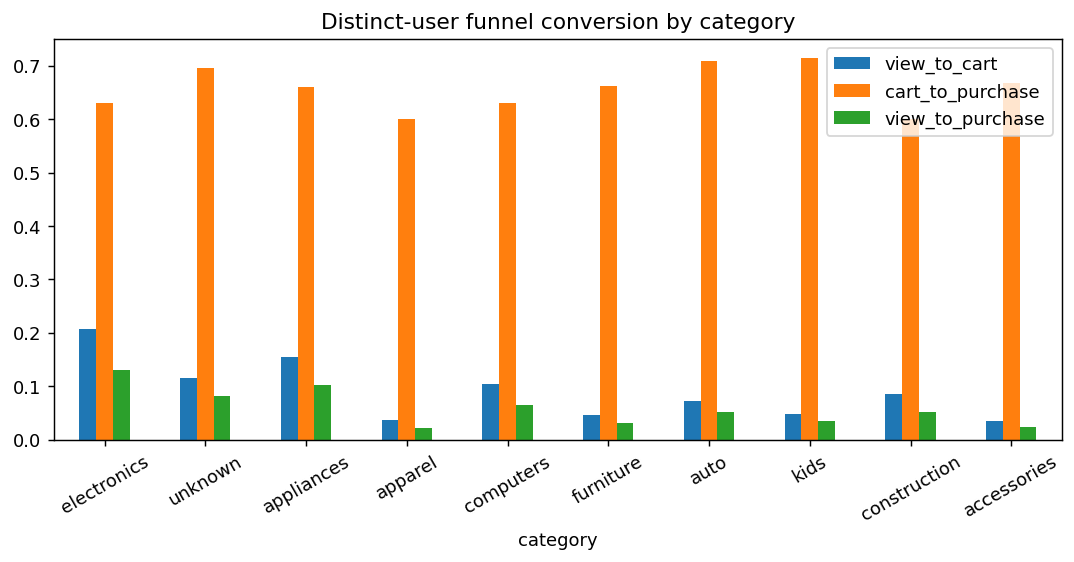 Distinct-user funnel conversion by category
0.7
0.6
0.5
0.4
0.3
0.2
0.1
0.0
view_to_cart
cart_to_purchase
view_to_purchase
electronics
unknown
appliances
apparel
computers
furniture
auto
kids
construction
accessories
category